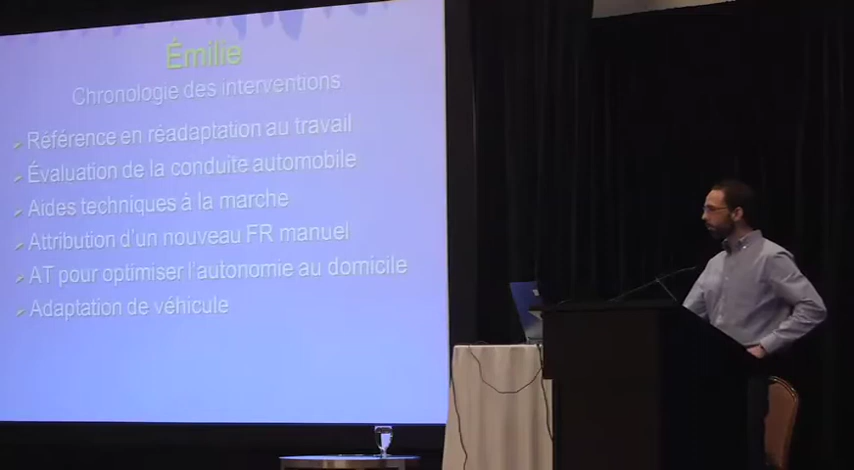 Émilie
Chronologie des interventions
Référence en réadaptation au travail
Évaluation de la conduite automobile
Aides techniques à la marche
Attribution d'un nouveau FR manuel
AT pour optimiser l'autonomie au domicile
Adaptation de véhicule